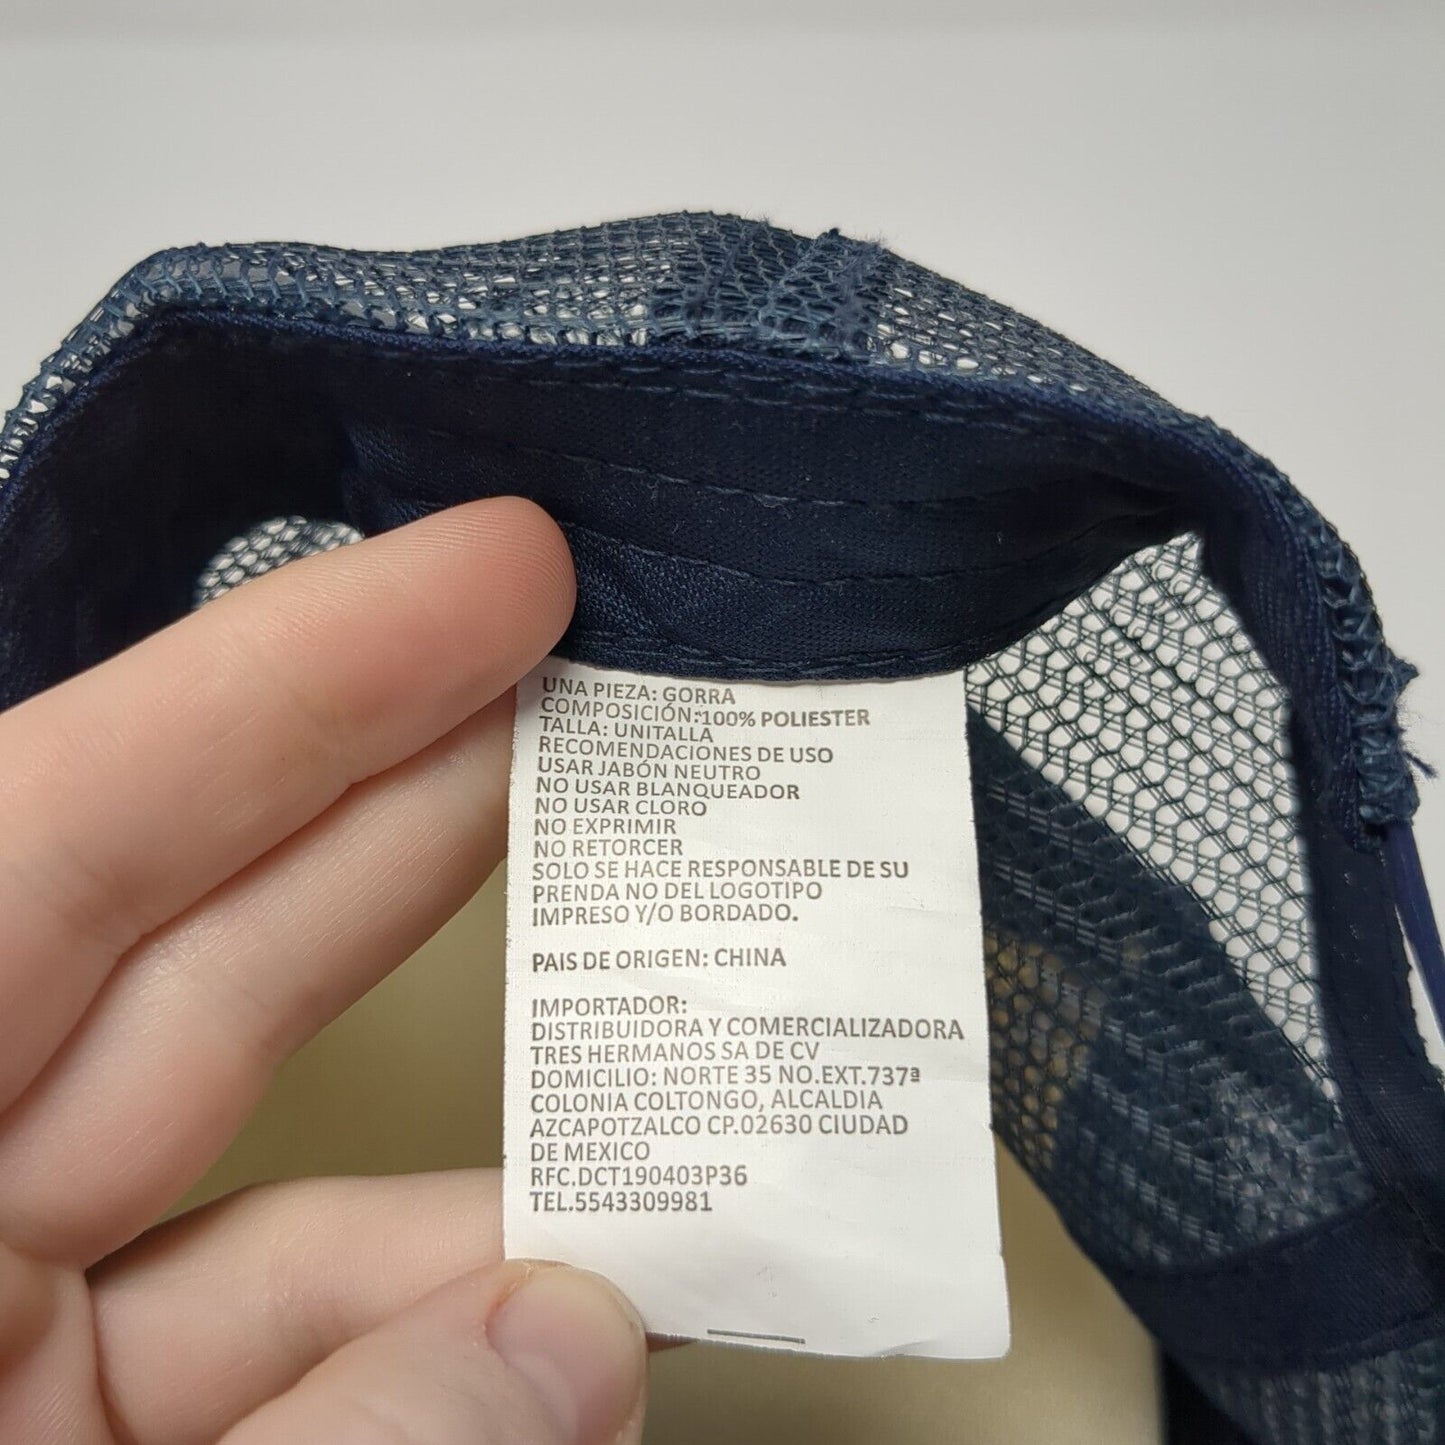 UNA PIEZA: GORRA
COMPOSICIÓN:100% POLIESTER
TALLA: UNITALLA
RECOMENDACIONES DE USO
USAR JABÓN NEUTRO
NO USAR BLANQUEADOR
NO USAR CLORO
NO EXPRIMIR
NO RETORCER
SOLO SE HACE RESPONSABLE DE SU
PRENDA NO DEL LOGOTIPO
IMPRESO Y/O BORDADO.
PAIS DE ORIGEN: CHINA
IMPORTADOR:
DISTRIBUIDORA Y COMERCIALIZADORA
TRES HERMANOS SA DE CV
DOMICILIO: NORTE 35 NO.EXT.737ª
COLONIA COLTONGO, ALCALDIA
AZCAPOTZALCO CP.02630 CIUDAD
DE MEXICO
RFC.DCT190403P36
TEL.5543309981